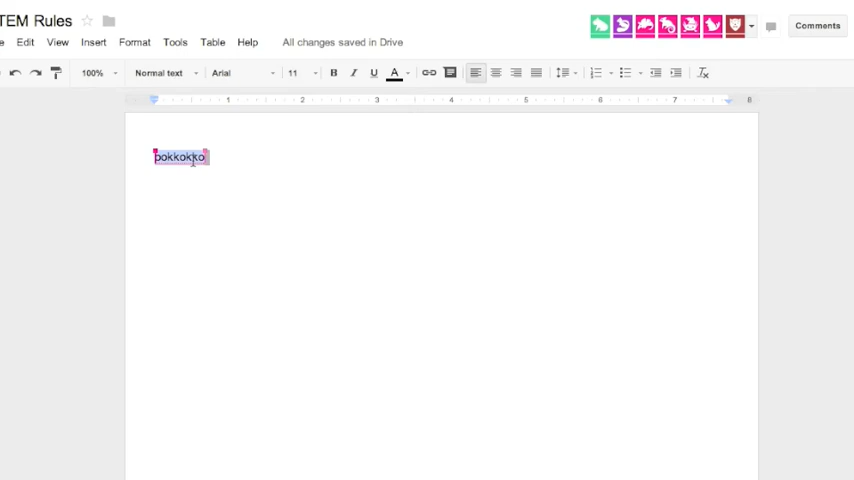 TEM Rules
Edit View Insert Format Tools Table Help All changes saved in Drive
Comments
100% Normal text Arial 11 B I U A
1 2 3 4 5 6 7 8
pokkokko